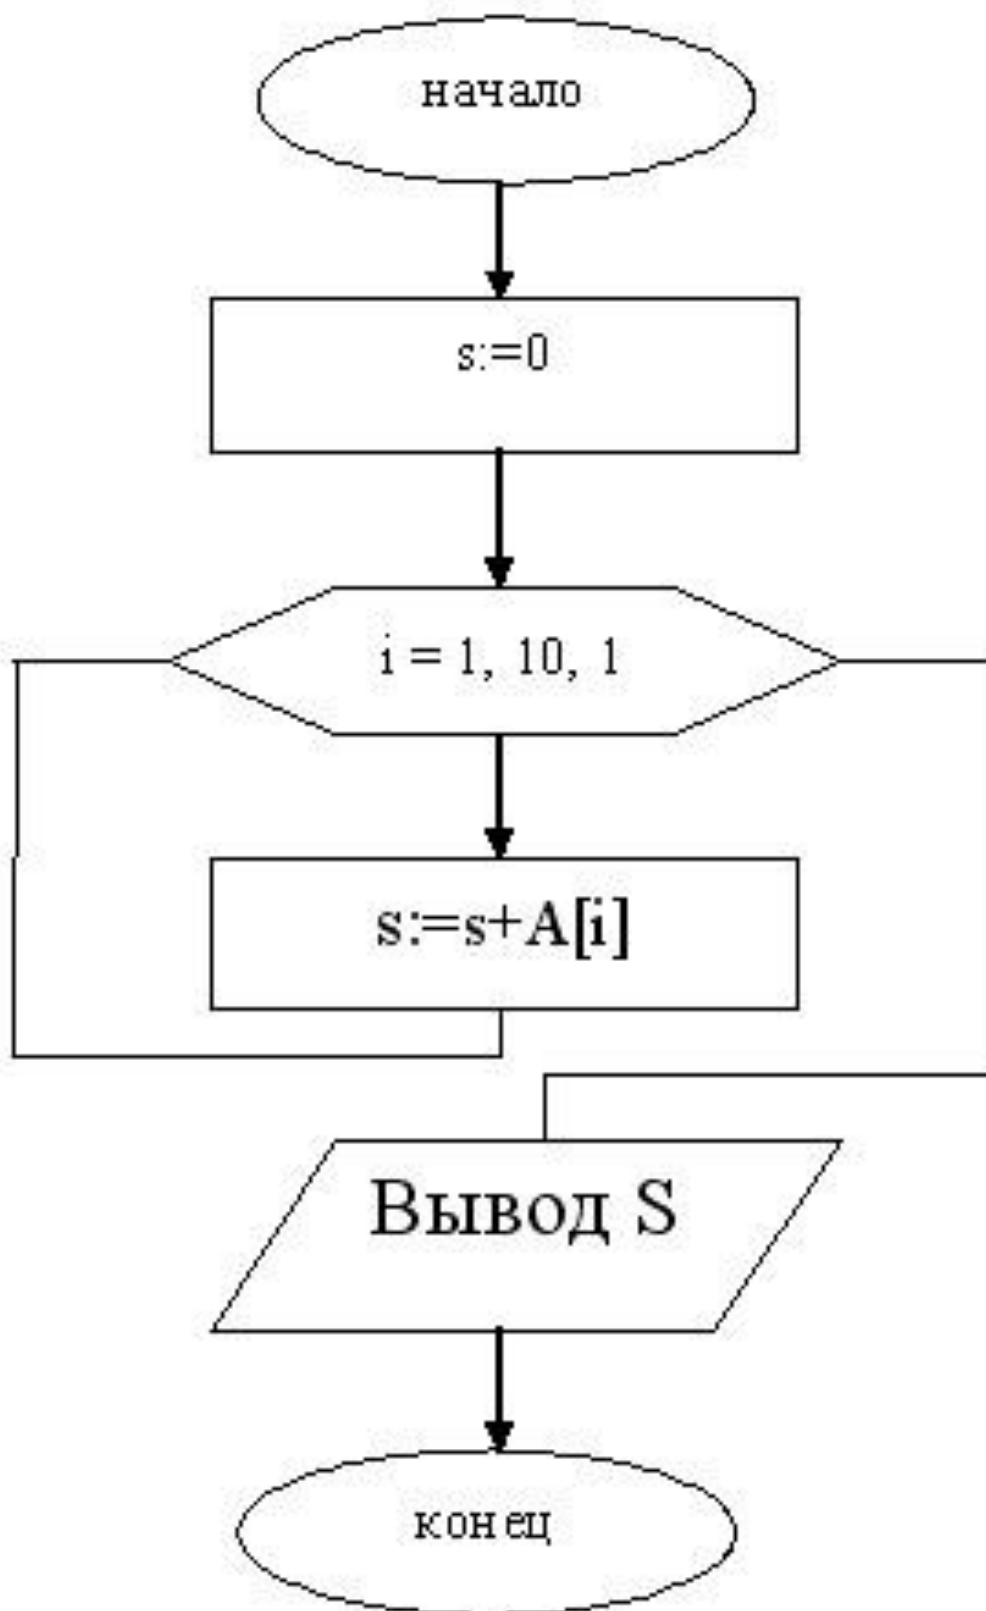 начало
s:=0
i = 1, 10, 1
s:=s+A[i]
Вывод S
конец